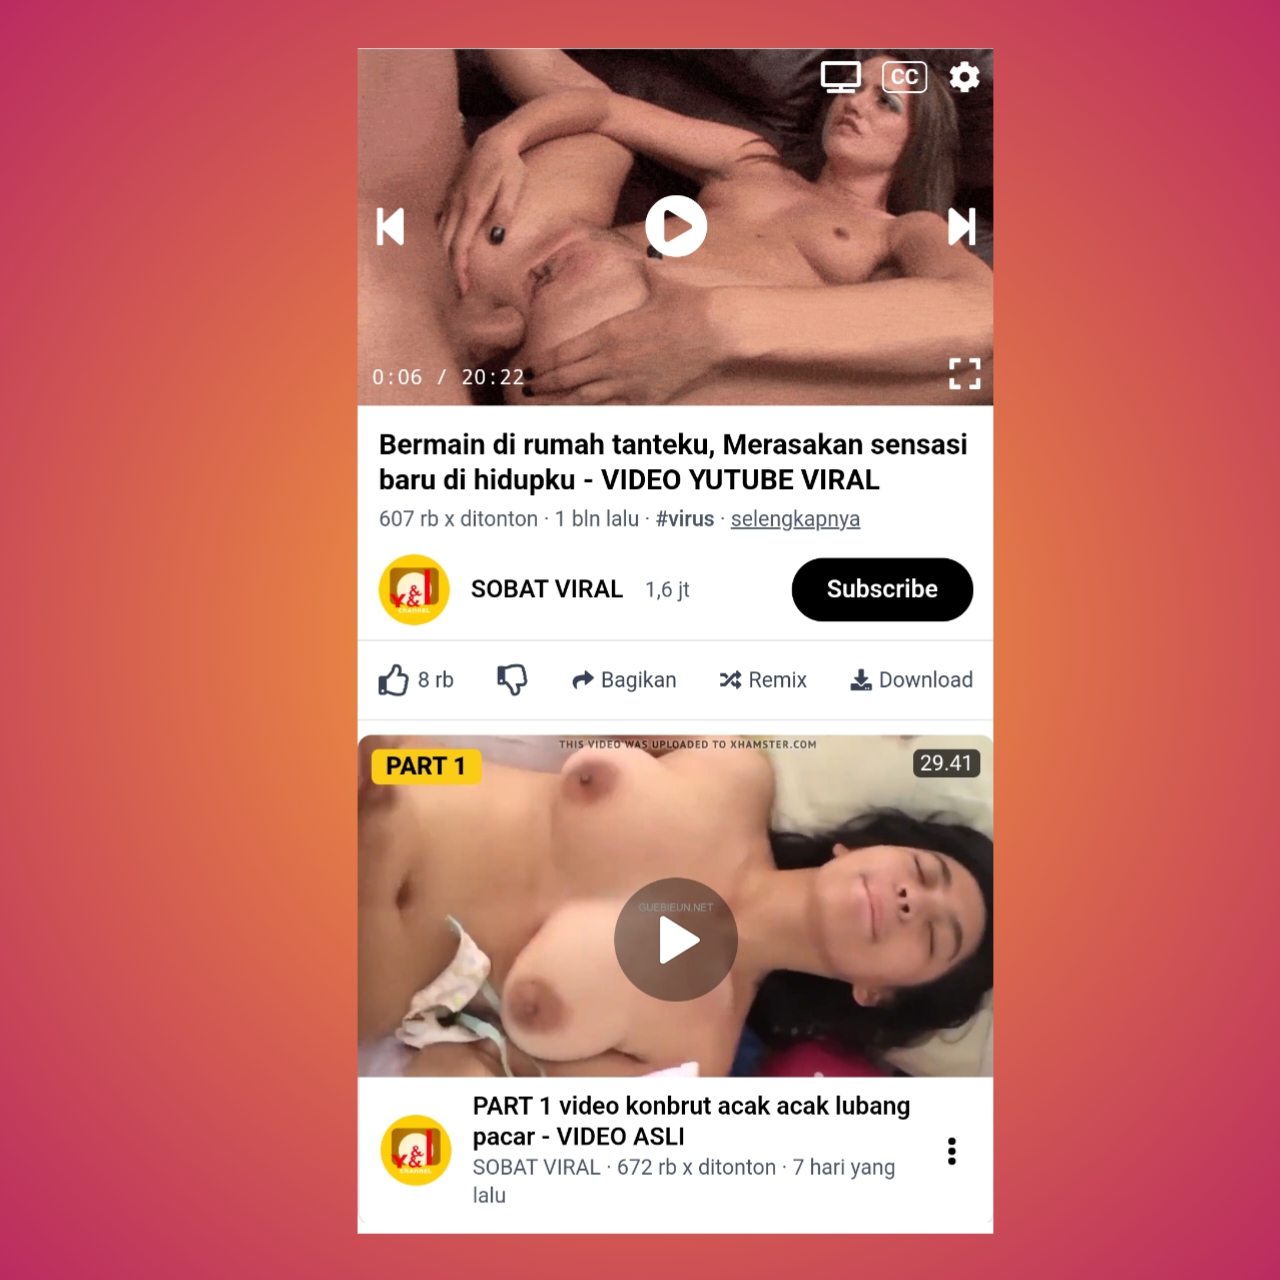 CC
0:06 / 20:22
Bermain di rumah tanteku, Merasakan sensasi
baru di hidupku - VIDEO YUTUBE VIRAL
607 rb x ditonton · 1 bln lalu · #virus · selengkapnya
SOBAT VIRAL 1,6 jt
Subscribe
8 rb
Bagikan
Remix
Download
THIS VIDEO WAS UPLOADED TO XHAMSTER.COM
PART 1
29.41
GUEBIEUN.NET
PART 1 video konbrut acak acak lubang
pacar - VIDEO ASLI
SOBAT VIRAL · 672 rb x ditonton · 7 hari yang
lalu